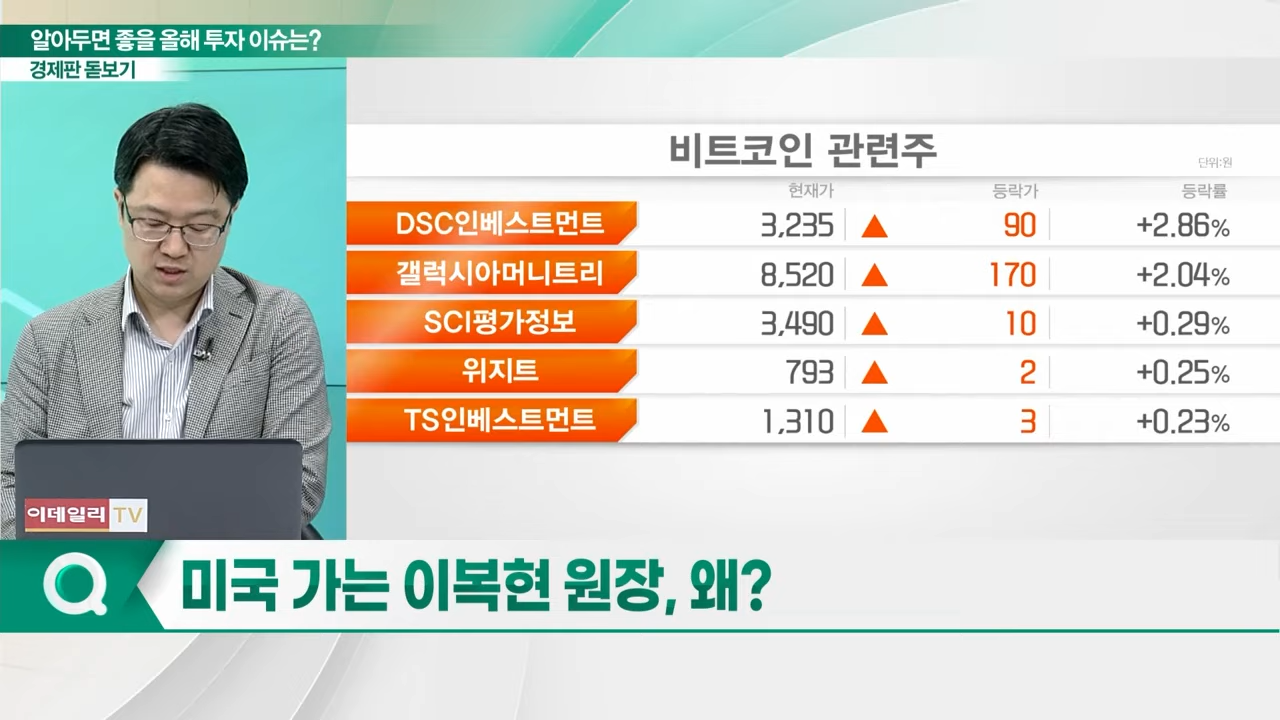 알아두면 좋을 올해 투자 이슈는?
경제판 돋보기
비트코인 관련주
단위:원
현재가 등락가 등락률
DSC인베스트먼트 3,235 ▲ 90 +2.86%
갤럭시아머니트리 8,520 ▲ 170 +2.04%
SCI평가정보 3,490 ▲ 10 +0.29%
위지트 793 ▲ 2 +0.25%
TS인베스트먼트 1,310 ▲ 3 +0.23%
이데일리 TV
미국 가는 이복현 원장, 왜?